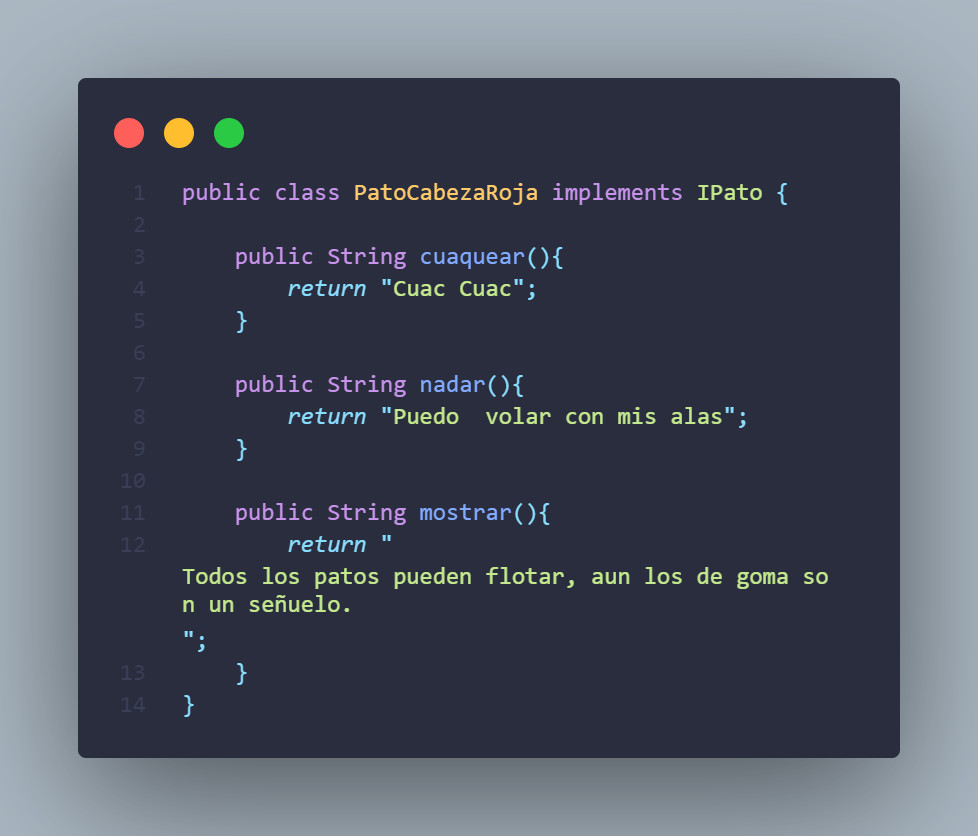 1 public class PatoCabezaRoja implements IPato {
2
3     public String cuaquear(){
4         return "Cuac Cuac";
5     }
6
7     public String nadar(){
8         return "Puedo  volar con mis alas";
9     }
10
11     public String mostrar(){
12         return "
Todos los patos pueden flotar, aun los de goma so
n un señuelo.
";
13     }
14 }